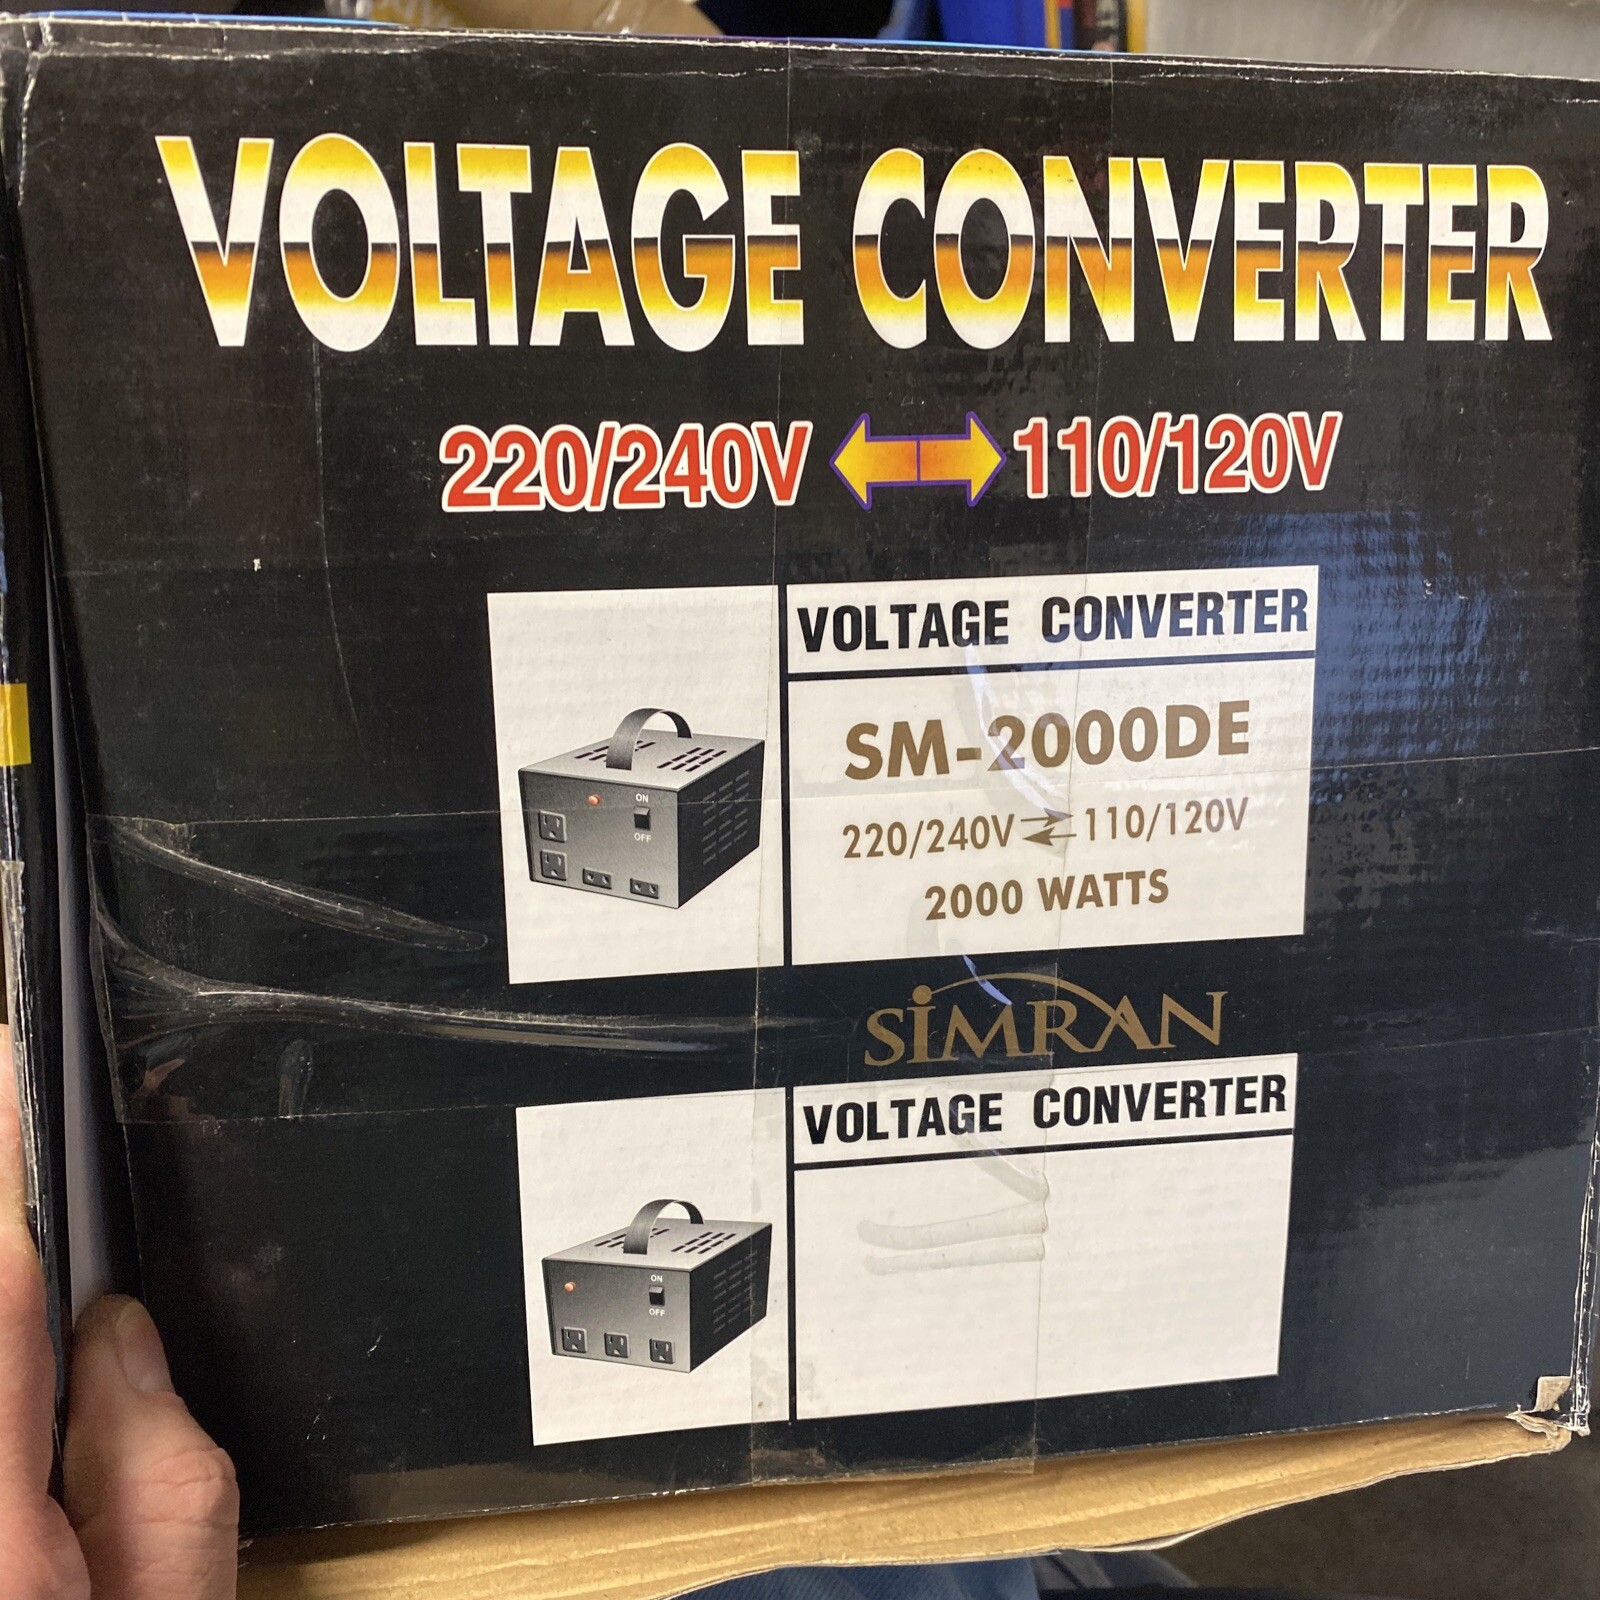 VOLTAGE CONVERTER
220/240V 110/120V
VOLTAGE CONVERTER
SM-2000DE
220/240V 110/120V
2000 WATTS
ON
OFF
SIMRAN
VOLTAGE CONVERTER
ON
OFF